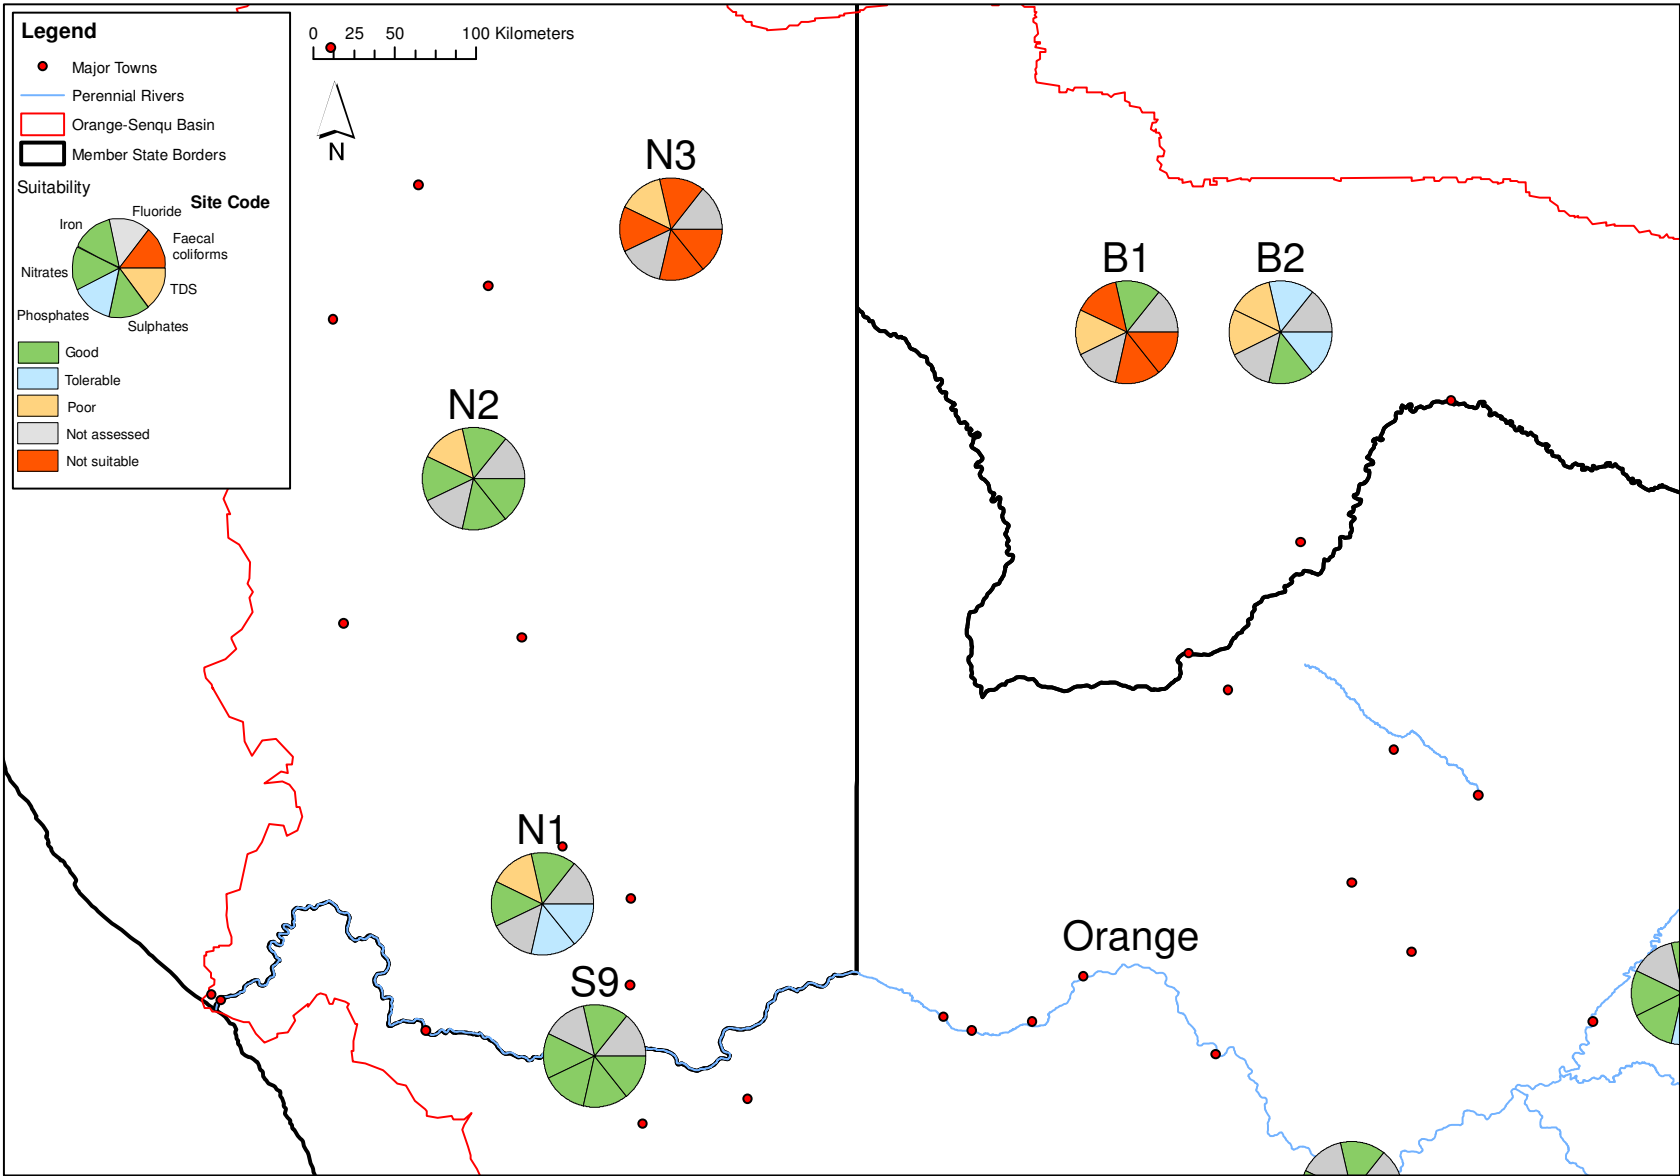 Legend
Major Towns
Perennial Rivers
Orange-Senqu Basin
Member State Borders
Suitability
Site Code
Fluoride
Iron
Faecal
coliforms
Nitrates
TDS
Phosphates
Sulphates
Good
Tolerable
Poor
Not assessed
Not suitable
0 25 50 100 Kilometers
N
N3
B1
B2
N2
N1
Orange
S9